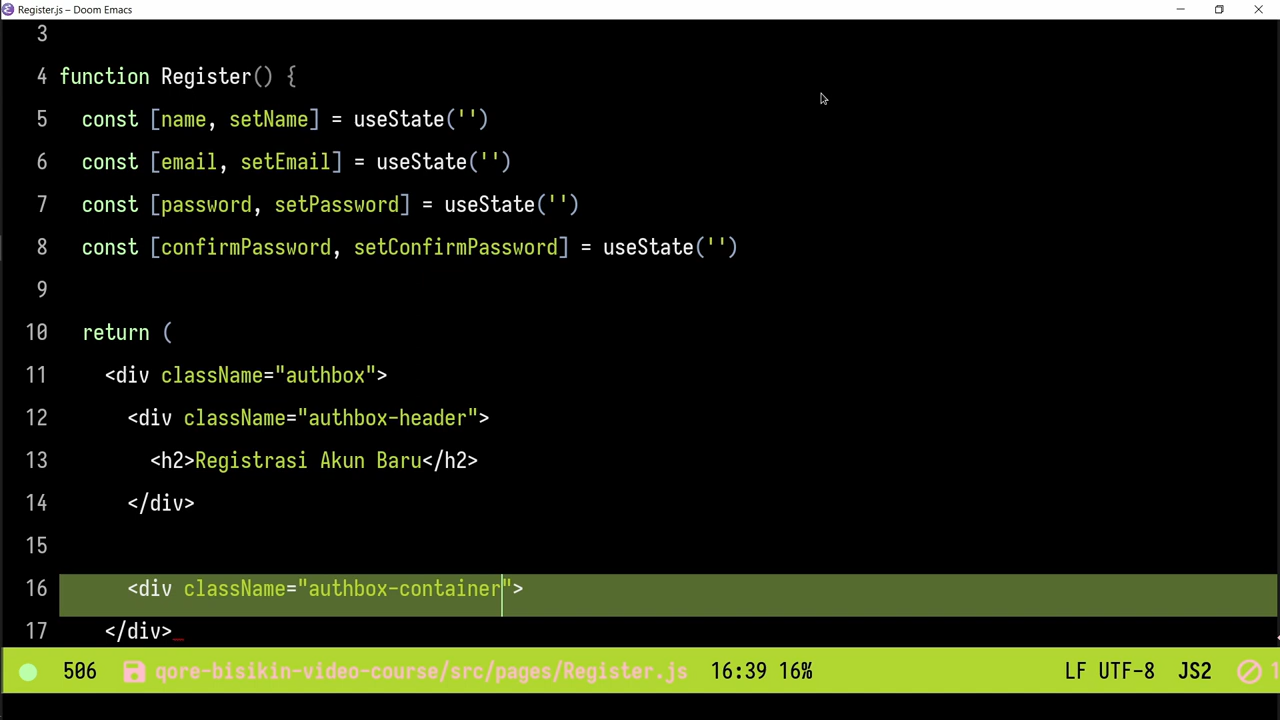 Register.js – Doom Emacs
3
4 function Register() {
5 const [name, setName] = useState('')
6 const [email, setEmail] = useState('')
7 const [password, setPassword] = useState('')
8 const [confirmPassword, setConfirmPassword] = useState('')
9
10 return (
11 <div className="authbox">
12 <div className="authbox-header">
13 <h2>Registrasi Akun Baru</h2>
14 </div>
15
16 <div className="authbox-container">
17 </div>
506 qore-bisikin-video-course/src/pages/Register.js 16:39 16% LF UTF-8 JS2